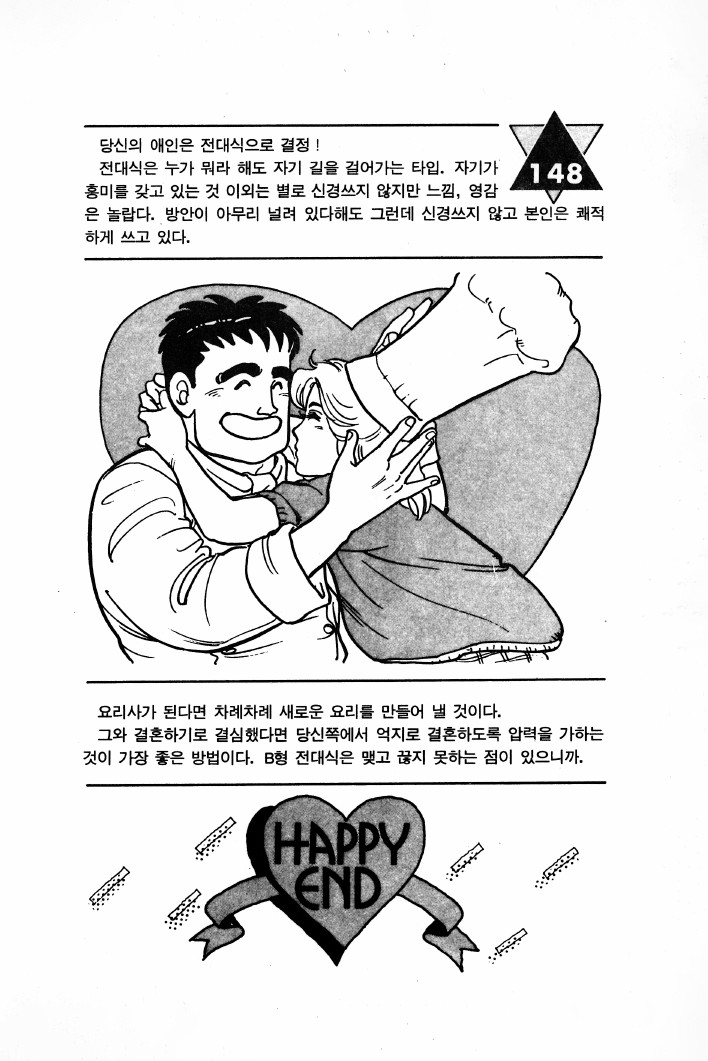 당신의 애인은 전대식으로 결정!
전대식은 누가 뭐라 해도 자기 길을 걸어가는 타입. 자기가
148
흥미를 갖고 있는 것 이외는 별로 신경쓰지 않지만 느낌, 영감
은 놀랍다. 방안이 아무리 널려 있다해도 그런데 신경쓰지 않고 본인은 쾌적
하게 쓰고 있다.
요리사가 된다면 차례차례 새로운 요리를 만들어 낼 것이다.
그와 결혼하기로 결심했다면 당신쪽에서 억지로 결혼하도록 압력을 가하는
것이 가장 좋은 방법이다. B형 전대식은 맺고 끊지 못하는 점이 있으니까.
HAPPY
END